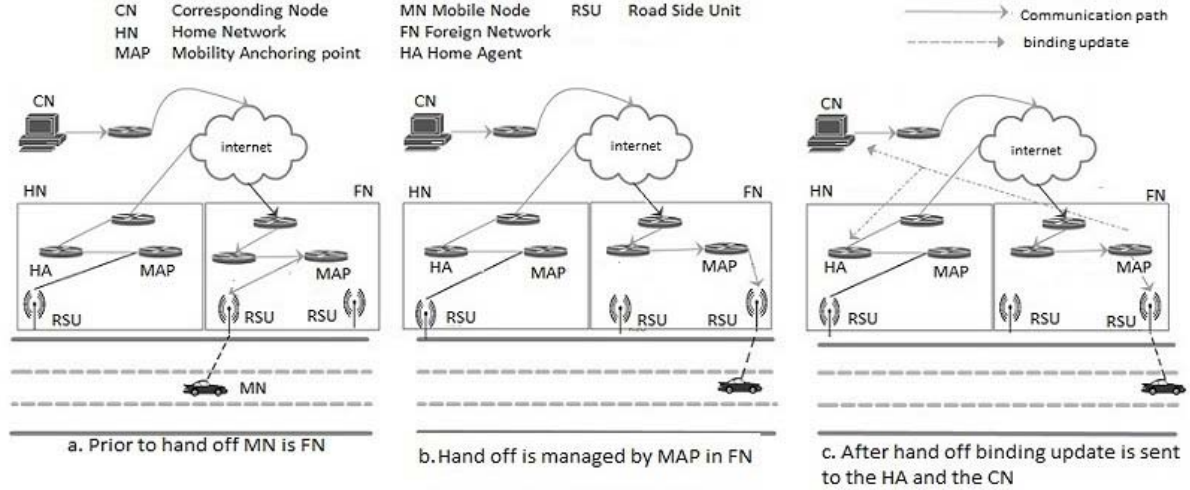 CN Corresponding Node MN Mobile Node RSU Road Side Unit
HN Home Network FN Foreign Network
MAP Mobility Anchoring point HA Home Agent
Communication path
binding update
CN
internet
HN
FN
HA
MAP
MAP
RSU
RSU
RSU
MN
a. Prior to hand off MN is FN
CN
internet
HN
FN
HA
MAP
MAP
RSU
RSU
RSU
b. Hand off is managed by MAP in FN
CN
internet
HN
FN
HA
MAP
MAP
RSU
RSU
RSU
c. After hand off binding update is sent
to the HA and the CN